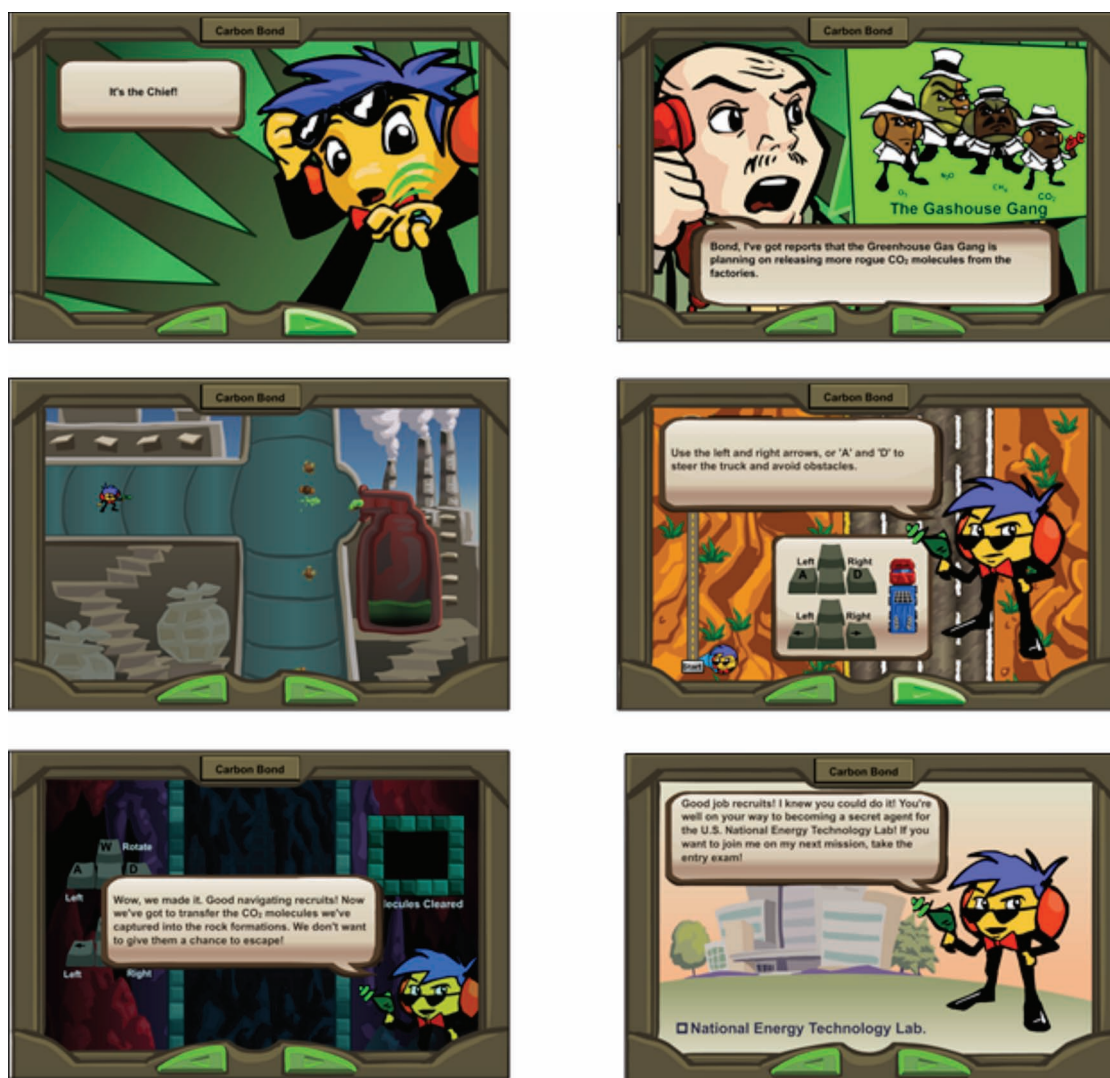 Carbon Bond
It's the Chief!
Carbon Bond
O₃
N₂O
CH₄
CO₂
The Gashouse Gang
Bond, I've got reports that the Greenhouse Gas Gang is
planning on releasing more rogue CO₂ molecules from the
factories.
Carbon Bond
Carbon Bond
Use the left and right arrows, or 'A' and 'D' to
steer the truck and avoid obstacles.
Left Right
A D
Left Right
Start
Carbon Bond
W Rotate
A D
Left
Wow, we made it. Good navigating recruits! Now
we've got to transfer the CO₂ molecules we've
captured into the rock formations. We don't want
to give them a chance to escape!
lecules Cleared
Left Right
Carbon Bond
Good job recruits! I knew you could do it! You're
well on your way to becoming a secret agent for
the U.S. National Energy Technology Lab! If you
want to join me on my next mission, take the
entry exam!
National Energy Technology Lab.